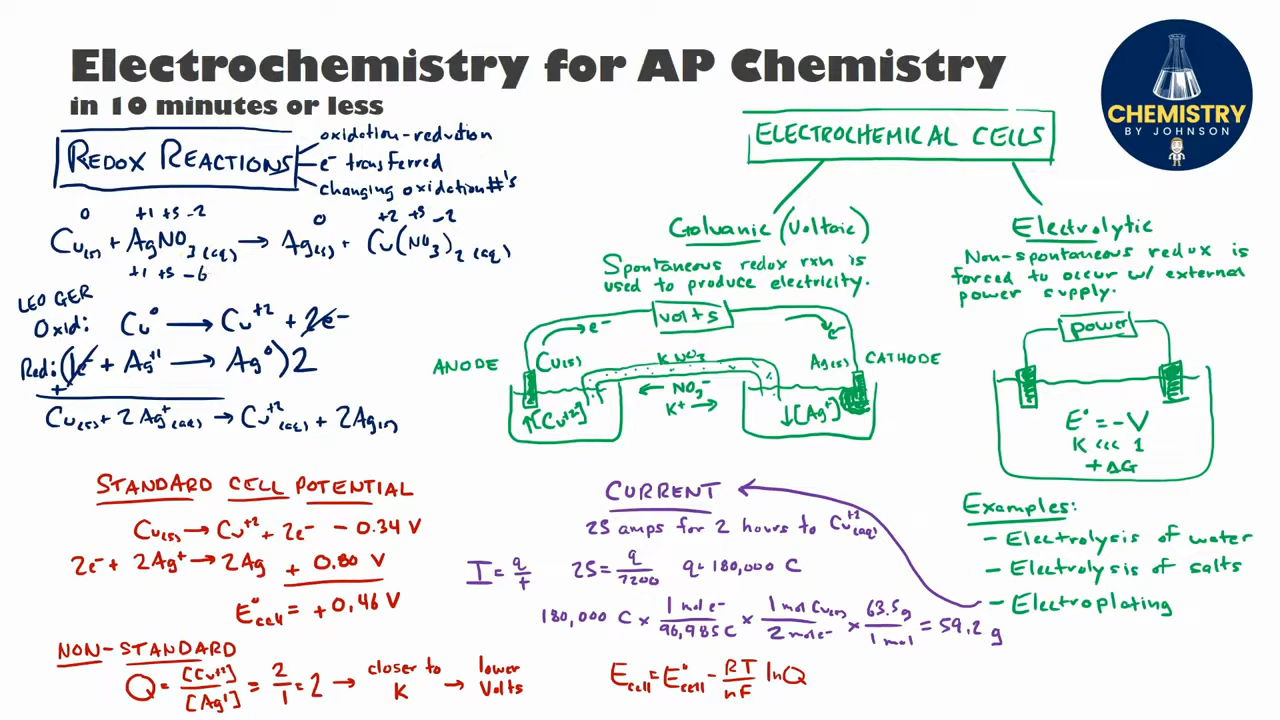 Electrochemistry for AP Chemistry
in 10 minutes or less
CHEMISTRY
BY JOHNSON
REDOX REACTIONS
oxidation-reduction
e⁻ transferred
changing oxidation #'s
0 +1 +5 -2 0 +2 +5 -2
Cu(s) + AgNO₃(aq) → Ag(s) + Cu(NO₃)₂(aq)
+1 +5 -6
LEO GER
Oxid: Cu⁰ → Cu⁺² + 2e⁻
Red: (1e⁻ + Ag⁺¹ → Ag⁰)2
+
Cu(s) + 2Ag⁺(aq) → Cu⁺²(aq) + 2Ag(s)
ELECTROCHEMICAL CELLS
Galvanic (Voltaic)
Spontaneous redox rxn is
used to produce electricity.
volts
e⁻ e⁻
ANODE Cu(s) KNO₃ Ag(s) CATHODE
← NO₃⁻
K⁺ →
↑[Cu⁺²] ↓[Ag⁺]
Electrolytic
Non-spontaneous redox is
forced to occur w/ external
power supply.
power
E° = -V
K <<< 1
+ΔG
Examples:
- Electrolysis of water
- Electrolysis of salts
- Electroplating
STANDARD CELL POTENTIAL
Cu(s) → Cu⁺² + 2e⁻ - 0.34 V
2e⁻ + 2Ag⁺ → 2Ag + 0.80 V
E°cell = +0.46 V
NON-STANDARD
Q = [Cu⁺²]/[Ag⁺] = 2/1 = 2 → closer to K → lower Volts
Ecell = E°cell - RT/nF lnQ
CURRENT
25 amps for 2 hours to Cu⁺²(aq)
I = q/t 25 = q/7200 q = 180,000 C
180,000 C × 1 mol e⁻/96,985C × 1 mol Cu(s)/2 mol e⁻ × 63.5g/1 mol = 59.2 g